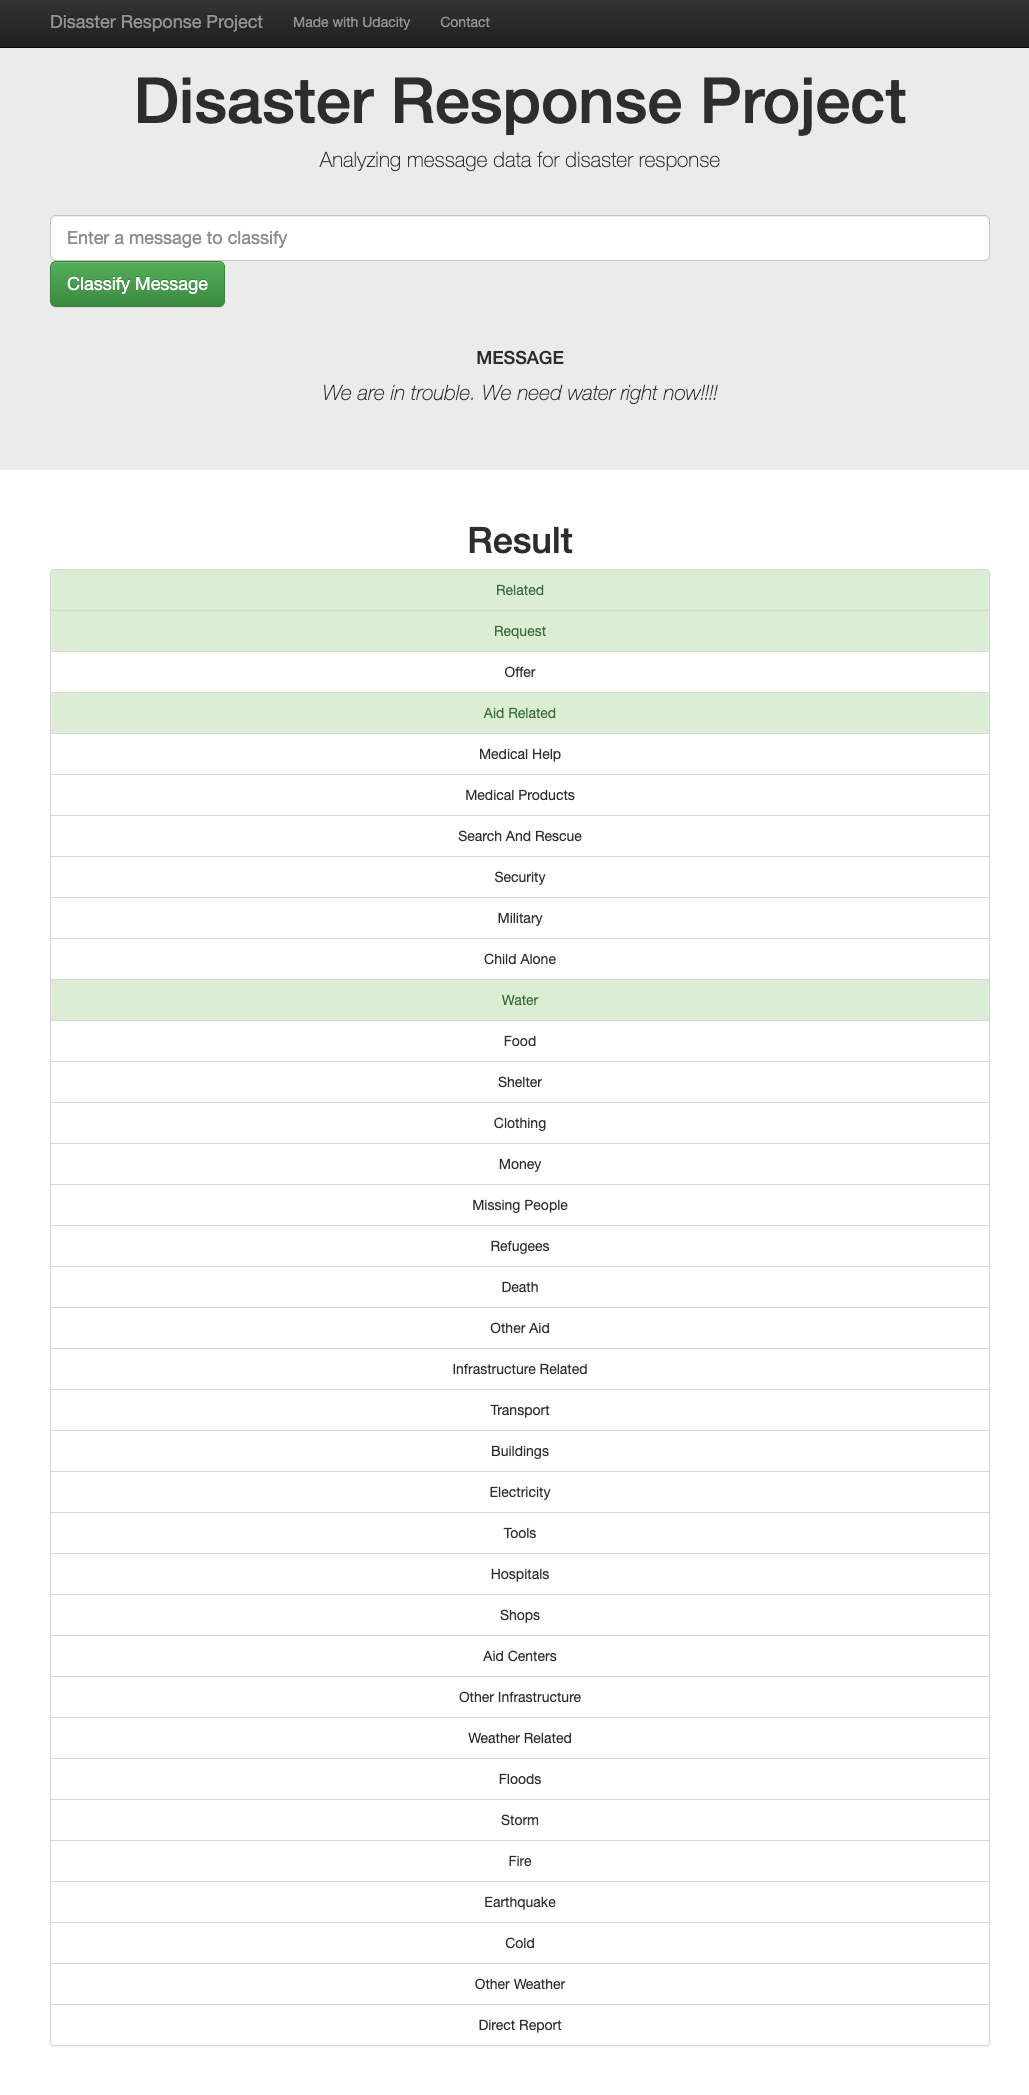 Disaster Response Project Made with Udacity Contact
Disaster Response Project
Analyzing message data for disaster response
Enter a message to classify
Classify Message
MESSAGE
We are in trouble. We need water right now!!!!
Result
Related
Request
Offer
Aid Related
Medical Help
Medical Products
Search And Rescue
Security
Military
Child Alone
Water
Food
Shelter
Clothing
Money
Missing People
Refugees
Death
Other Aid
Infrastructure Related
Transport
Buildings
Electricity
Tools
Hospitals
Shops
Aid Centers
Other Infrastructure
Weather Related
Floods
Storm
Fire
Earthquake
Cold
Other Weather
Direct Report